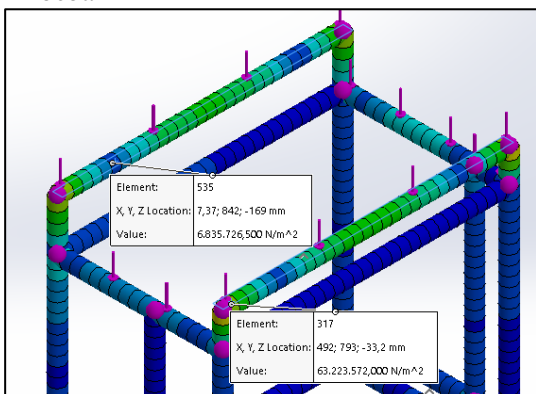 Element: 535
X, Y, Z Location: 7,37; 842; -169 mm
Value: 6.835.726,500 N/m^2
Element: 317
X, Y, Z Location: 492; 793; -33,2 mm
Value: 63.223.572,000 N/m^2